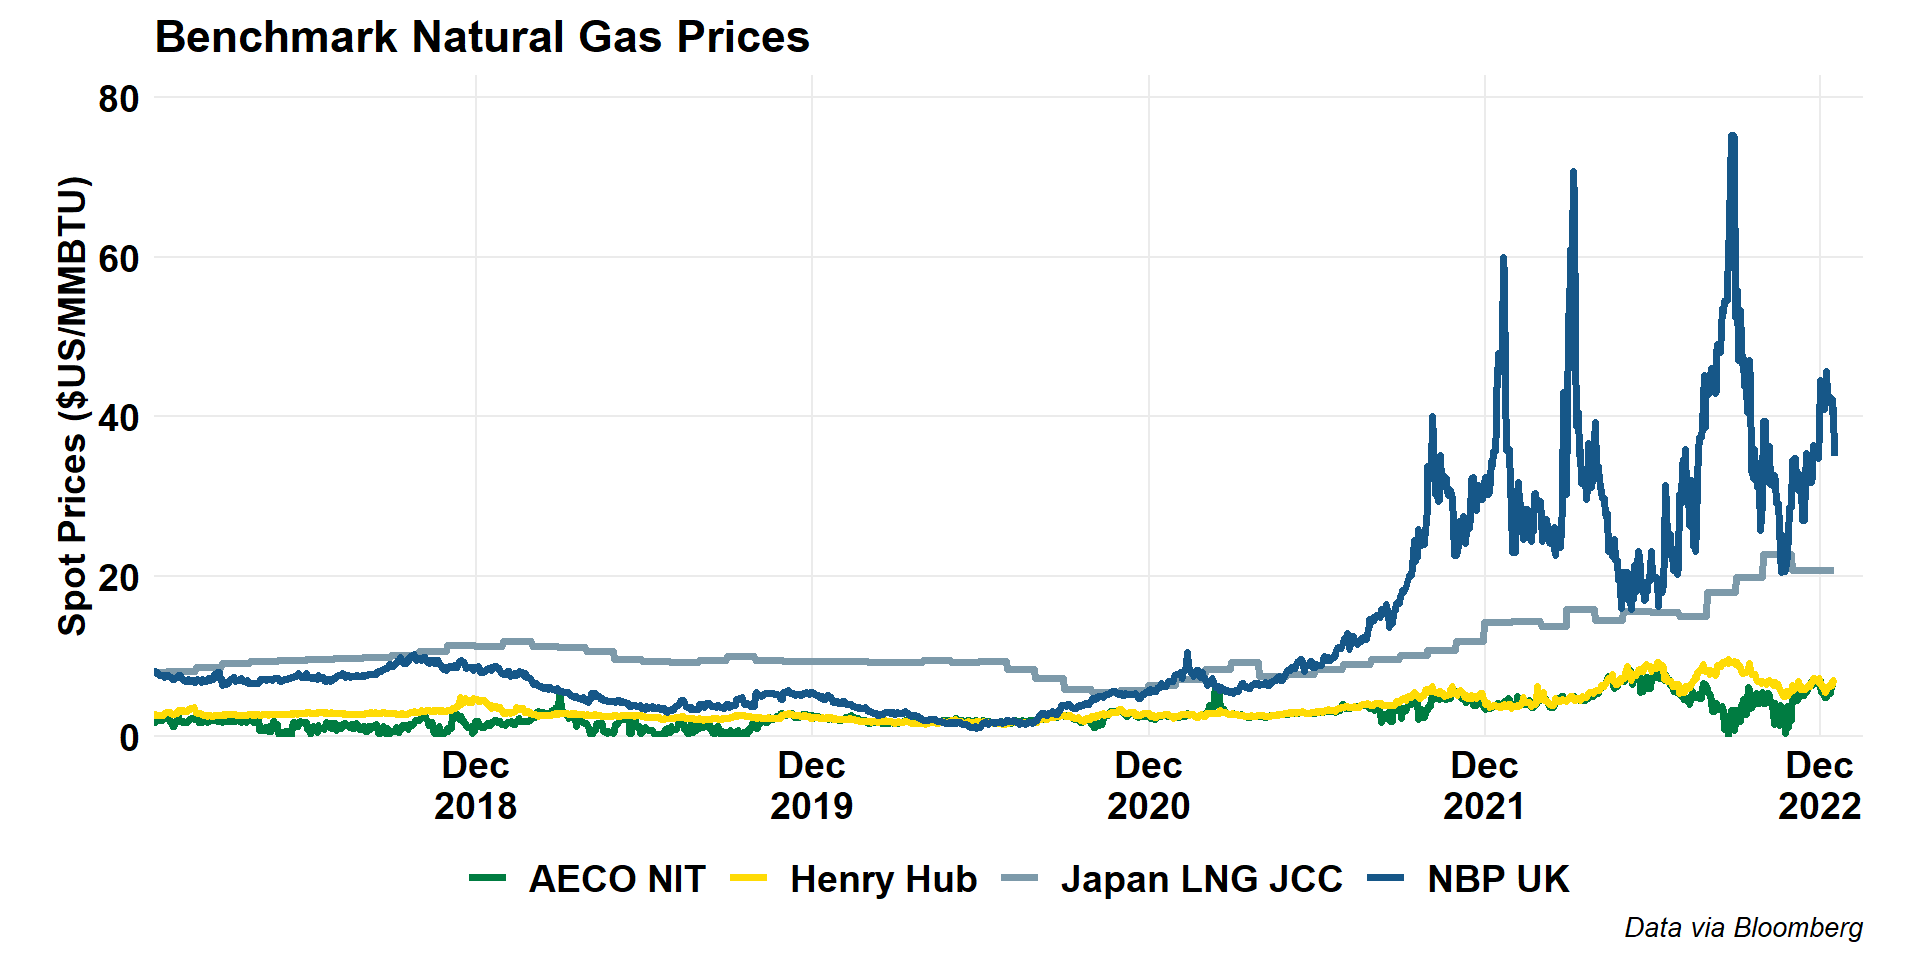 Benchmark Natural Gas Prices
Spot Prices ($US/MMBTU)
80
60
40
20
0
Dec
2018
Dec
2019
Dec
2020
Dec
2021
Dec
2022
AECO NIT
Henry Hub
Japan LNG JCC
NBP UK
Data via Bloomberg